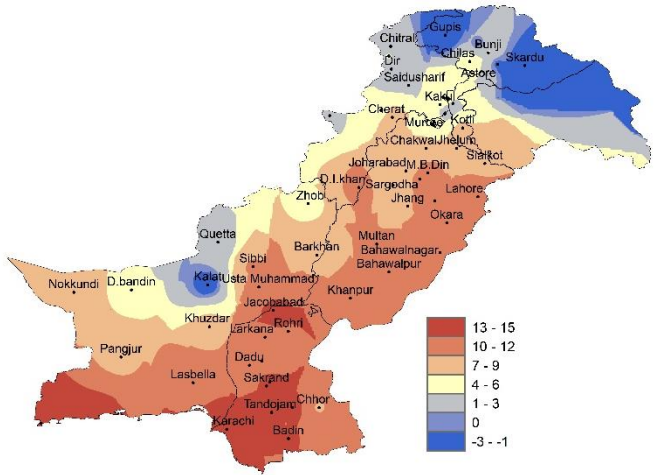 Gupis
Chitral
Bunji
Dir
Chilas
Skardu
Astore
Saidusharif
Kakul
Cherat
Murree
Kotli
Chakwal
Jhelum
Sialkot
Joharabad
M.B.Din
D.I.khan
Sargodha
Zhob
Jhang
Lahore
Okara
Quetta
Multan
Barkhan
Bahawalnagar
Sibbi
Bahawalpur
Kalat
Usta Muhammad
Nokkundi
D.bandin
Khanpur
Jacobabad
Khuzdar
Rohri
Larkana
Pangjur
Dadu
Lasbella
Sakrand
Chhor
Tandojam
Karachi
Badin
13 - 15
10 - 12
7 - 9
4 - 6
1 - 3
0
-3 - -1